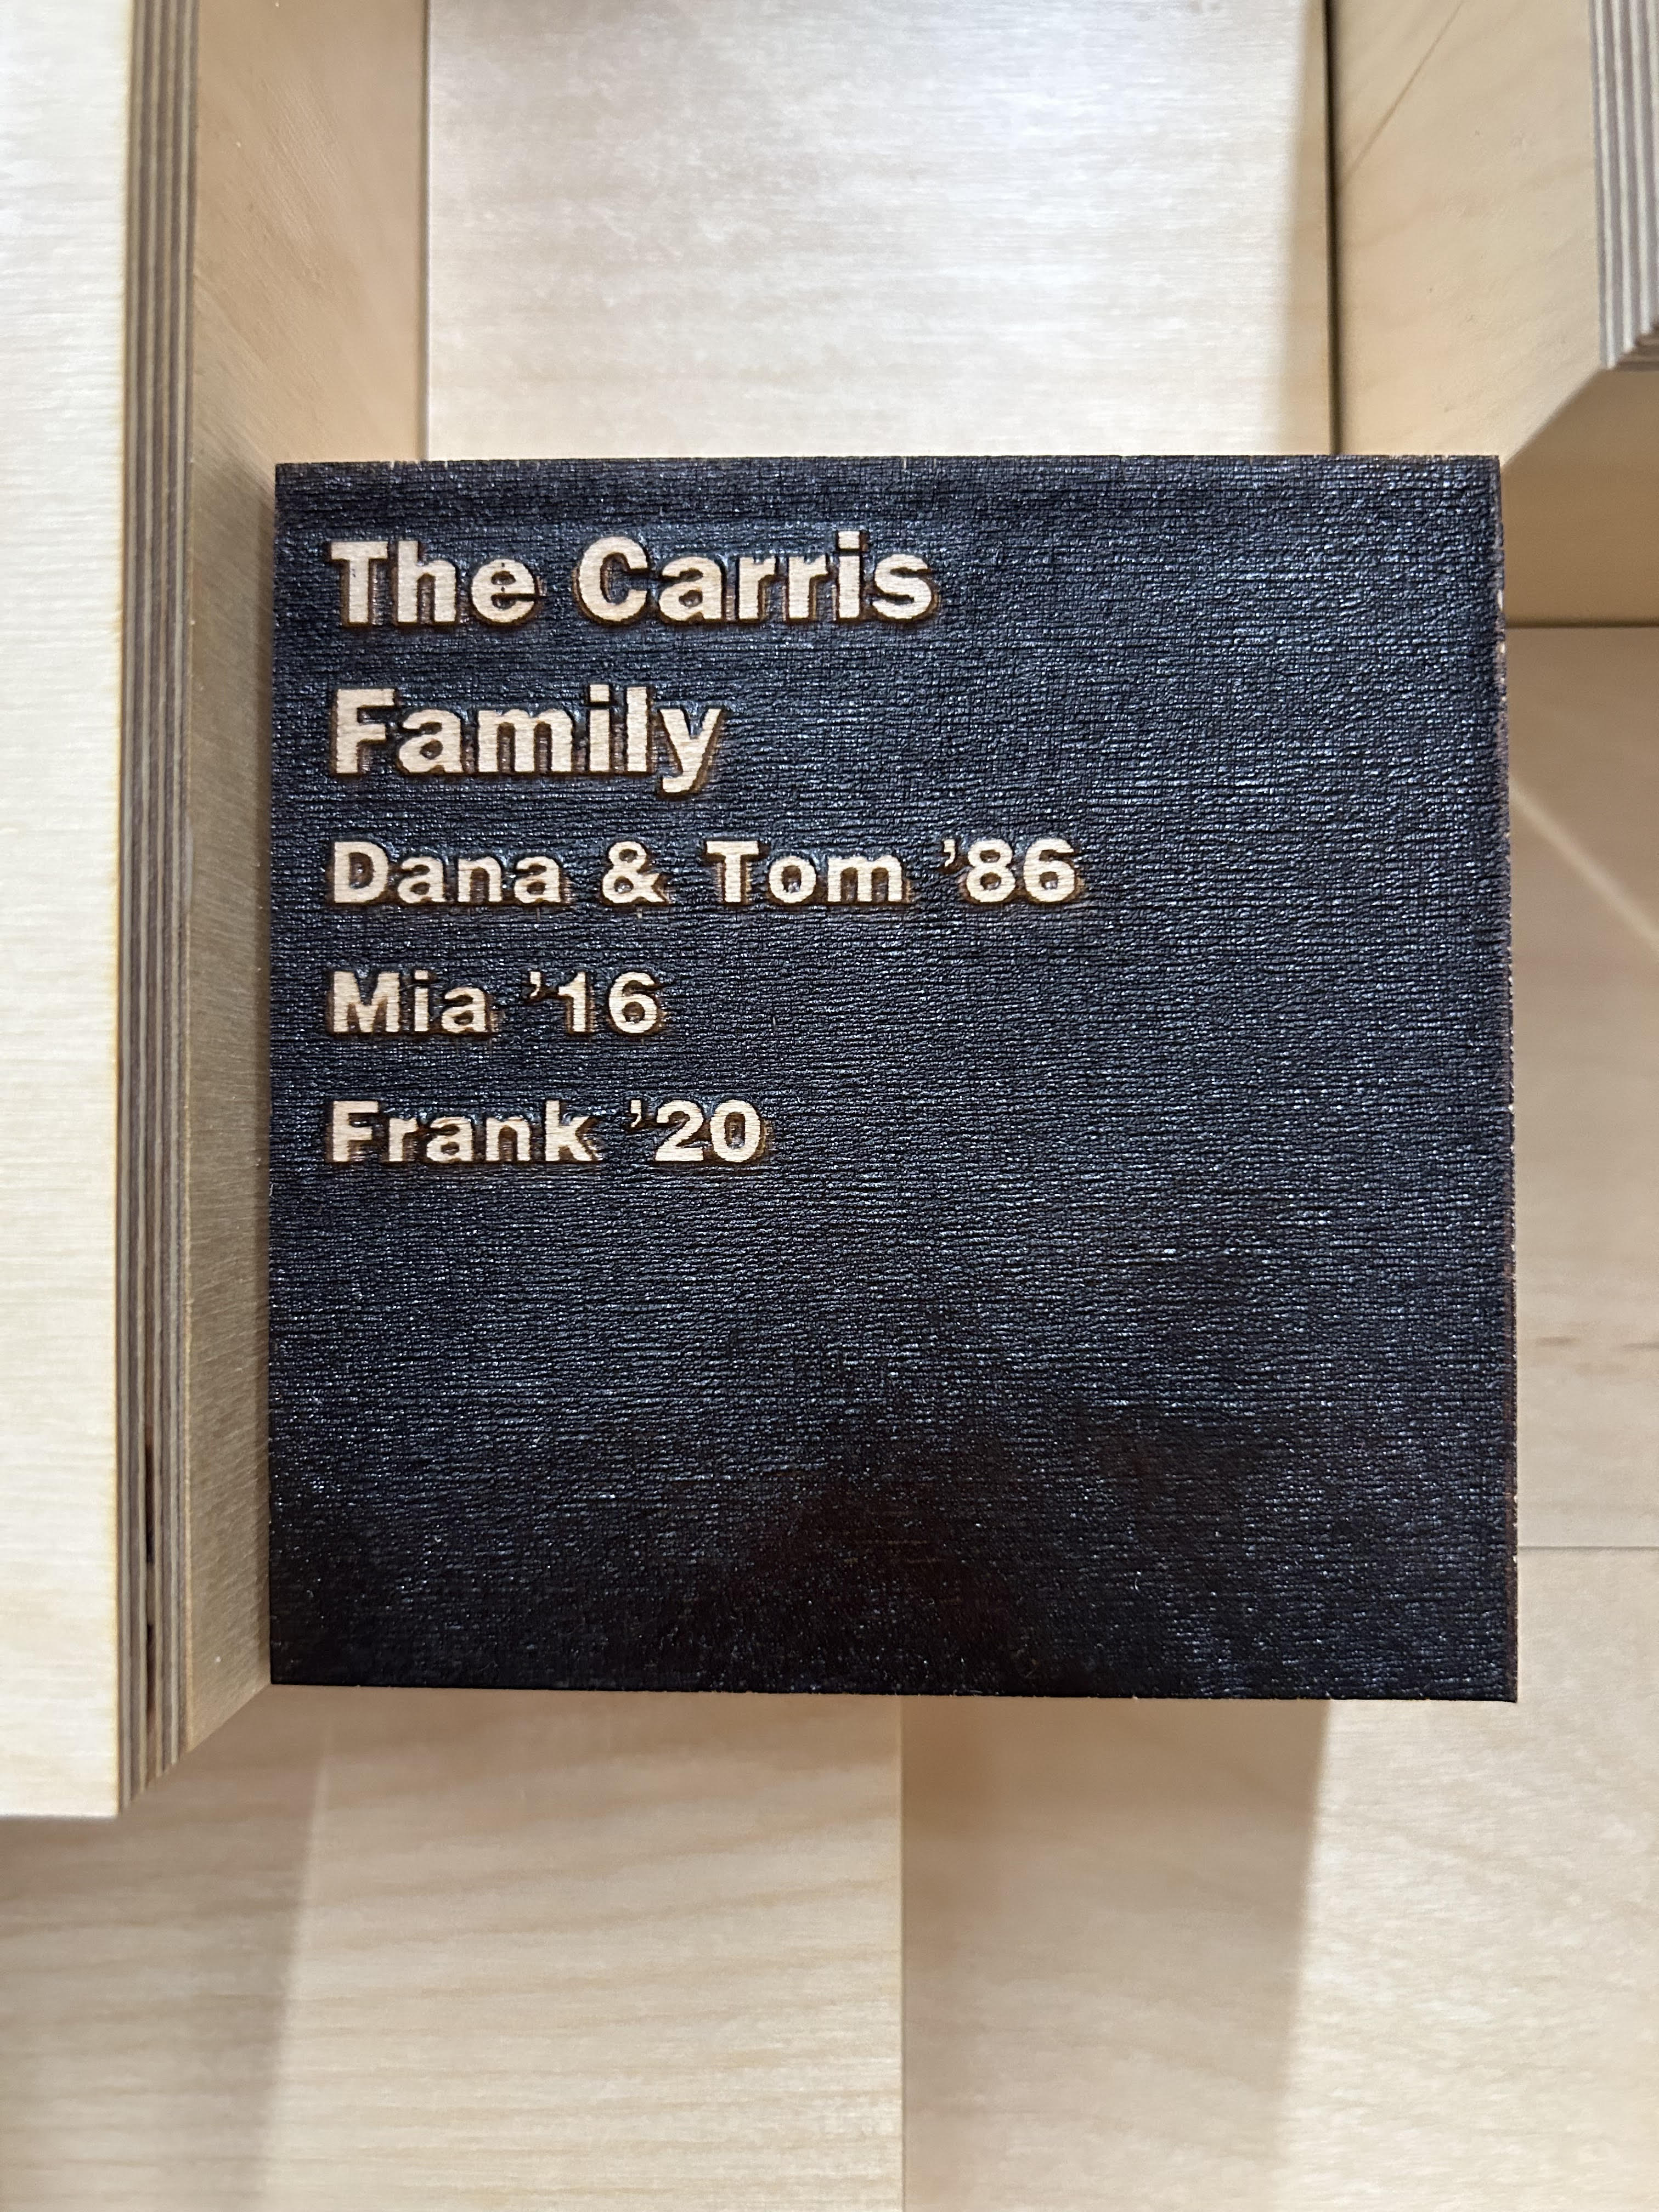 The Carris
Family
Dana & Tom ’86
Mia ’16
Frank ’20